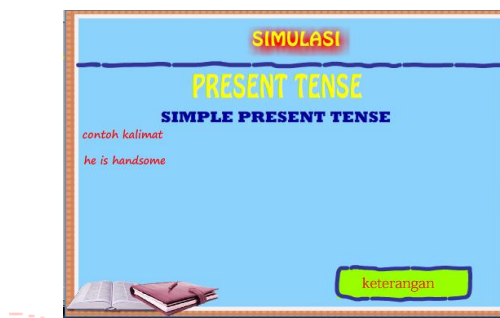 SIMULASI
PRESENT TENSE
SIMPLE PRESENT TENSE
contoh kalimat
he is handsome
keterangan